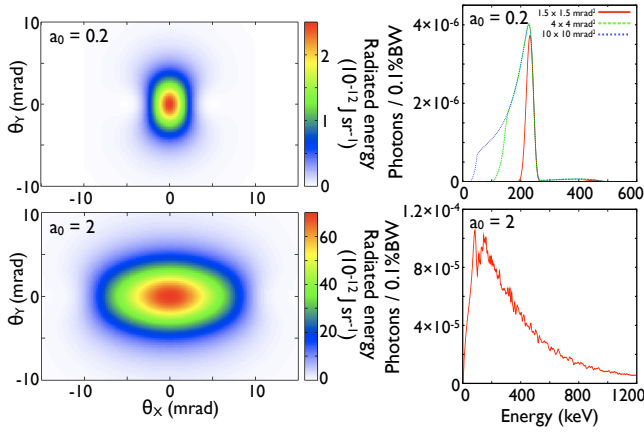 a₀ = 0.2
θY (mrad)
10
0
-10
2
1
0
Radiated energy
(10⁻¹² J sr⁻¹)
a₀ = 0.2
1.5 × 1.5 mrad²
4 × 4 mrad²
10 × 10 mrad²
Photons / 0.1%BW
4×10⁻⁶
2×10⁻⁶
0
0 200 400 600
a₀ = 2
θY (mrad)
10
0
-10
-10 0 10
θX (mrad)
60
40
20
0
Radiated energy
(10⁻¹² J sr⁻¹)
a₀ = 2
Photons / 0.1%BW
1.2×10⁻⁴
8×10⁻⁵
4×10⁻⁵
0
0 400 800 1200
Energy (keV)